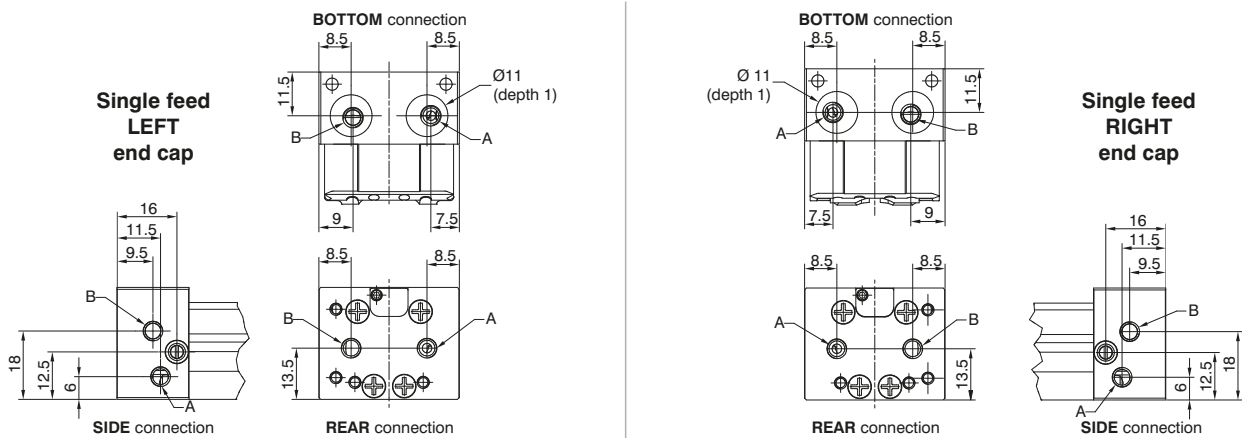 BOTTOM connection
8.5
8.5
11.5
Ø11
(depth 1)
B
A
9
7.5
Single feed
LEFT
end cap
16
11.5
9.5
B
18
12.5
6
A
SIDE connection
8.5
8.5
B
A
13.5
REAR connection
BOTTOM connection
8.5
8.5
Ø 11
(depth 1)
11.5
A
B
7.5
9
Single feed
RIGHT
end cap
8.5
8.5
A
B
13.5
REAR connection
16
11.5
9.5
B
18
12.5
6
A
SIDE connection